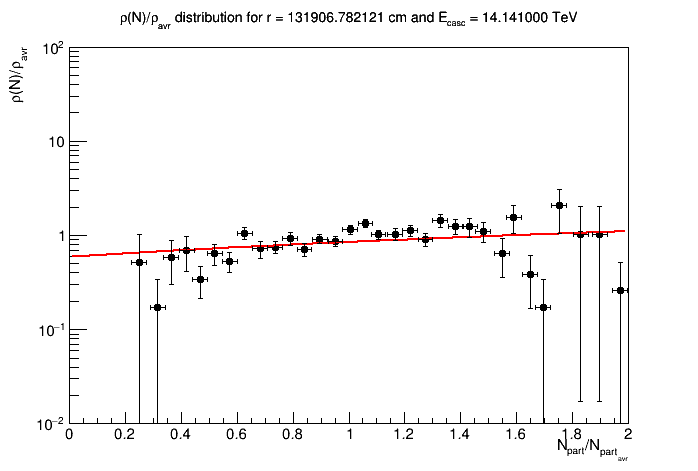 ρ(N)/ρavr distribution for r = 131906.782121 cm and Ecasc = 14.141000 TeV
ρ(N)/ρavr
10²
10
1
10⁻¹
10⁻²
0 0.2 0.4 0.6 0.8 1 1.2 1.4 1.6 1.8 2
Npart/Npartavr